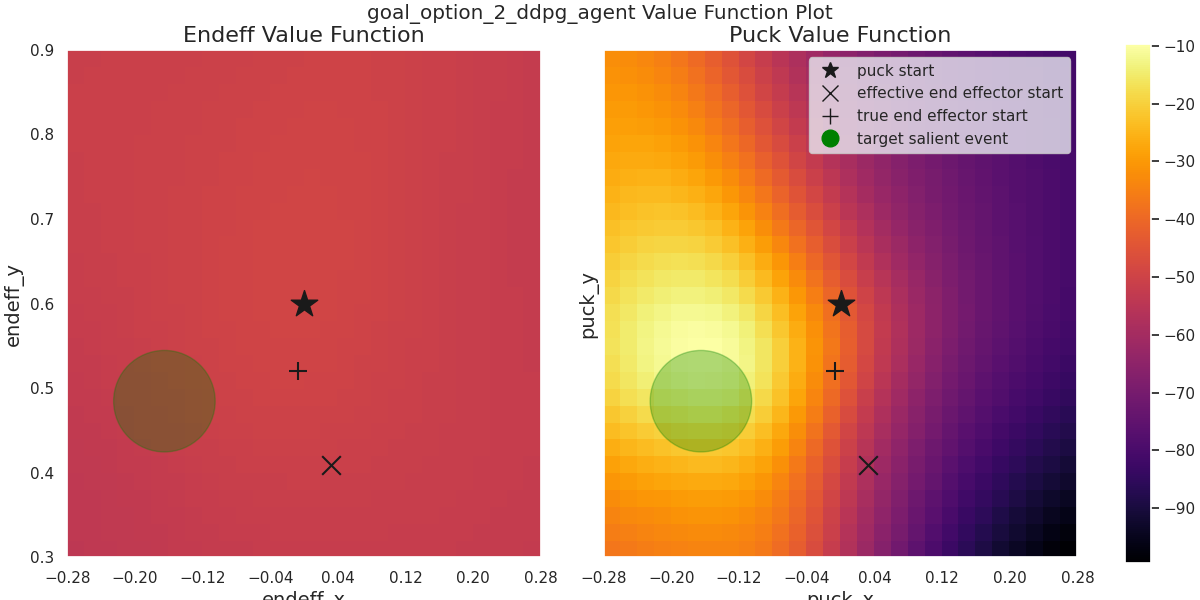 goal_option_2_ddpg_agent Value Function Plot
Endeff Value Function
Puck Value Function
endeff_y
0.9
0.8
0.7
0.6
0.5
0.4
0.3
−0.28 −0.20 −0.12 −0.04 0.04 0.12 0.20 0.28
endeff_x
puck_y
puck start
effective end effector start
true end effector start
target salient event
−0.28 −0.20 −0.12 −0.04 0.04 0.12 0.20 0.28
puck_x
−10
−20
−30
−40
−50
−60
−70
−80
−90